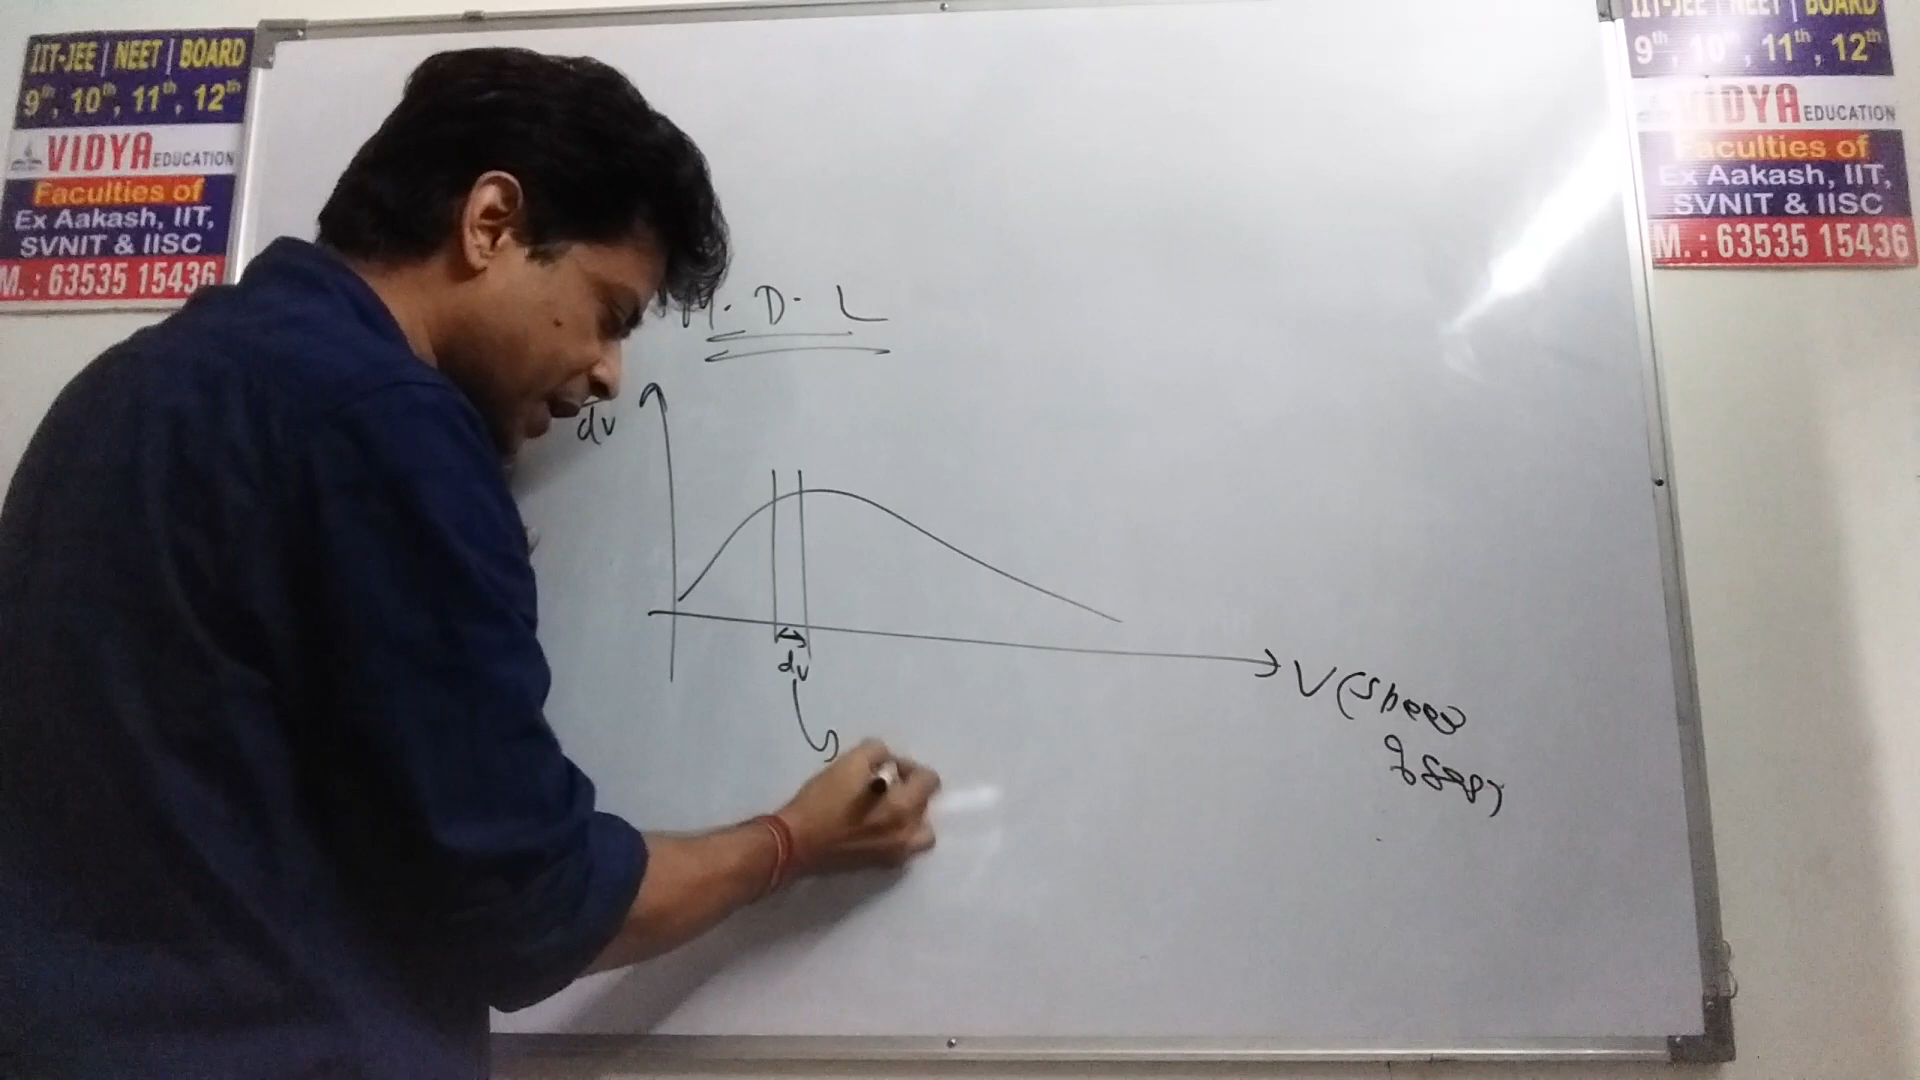 IIT-JEE | NEET | BOARD
9th, 10th, 11th, 12th
VIDYA EDUCATION
Faculties of
Ex Aakash, IIT,
SVNIT & IISC
M. : 63535 15436
IIT-JEE | NEET | BOARD
9th, 10th, 11th, 12th
VIDYA EDUCATION
Faculties of
Ex Aakash, IIT,
SVNIT & IISC
M. : 63535 15436
M. D. L
dv
dv
V (Speed
of gas)